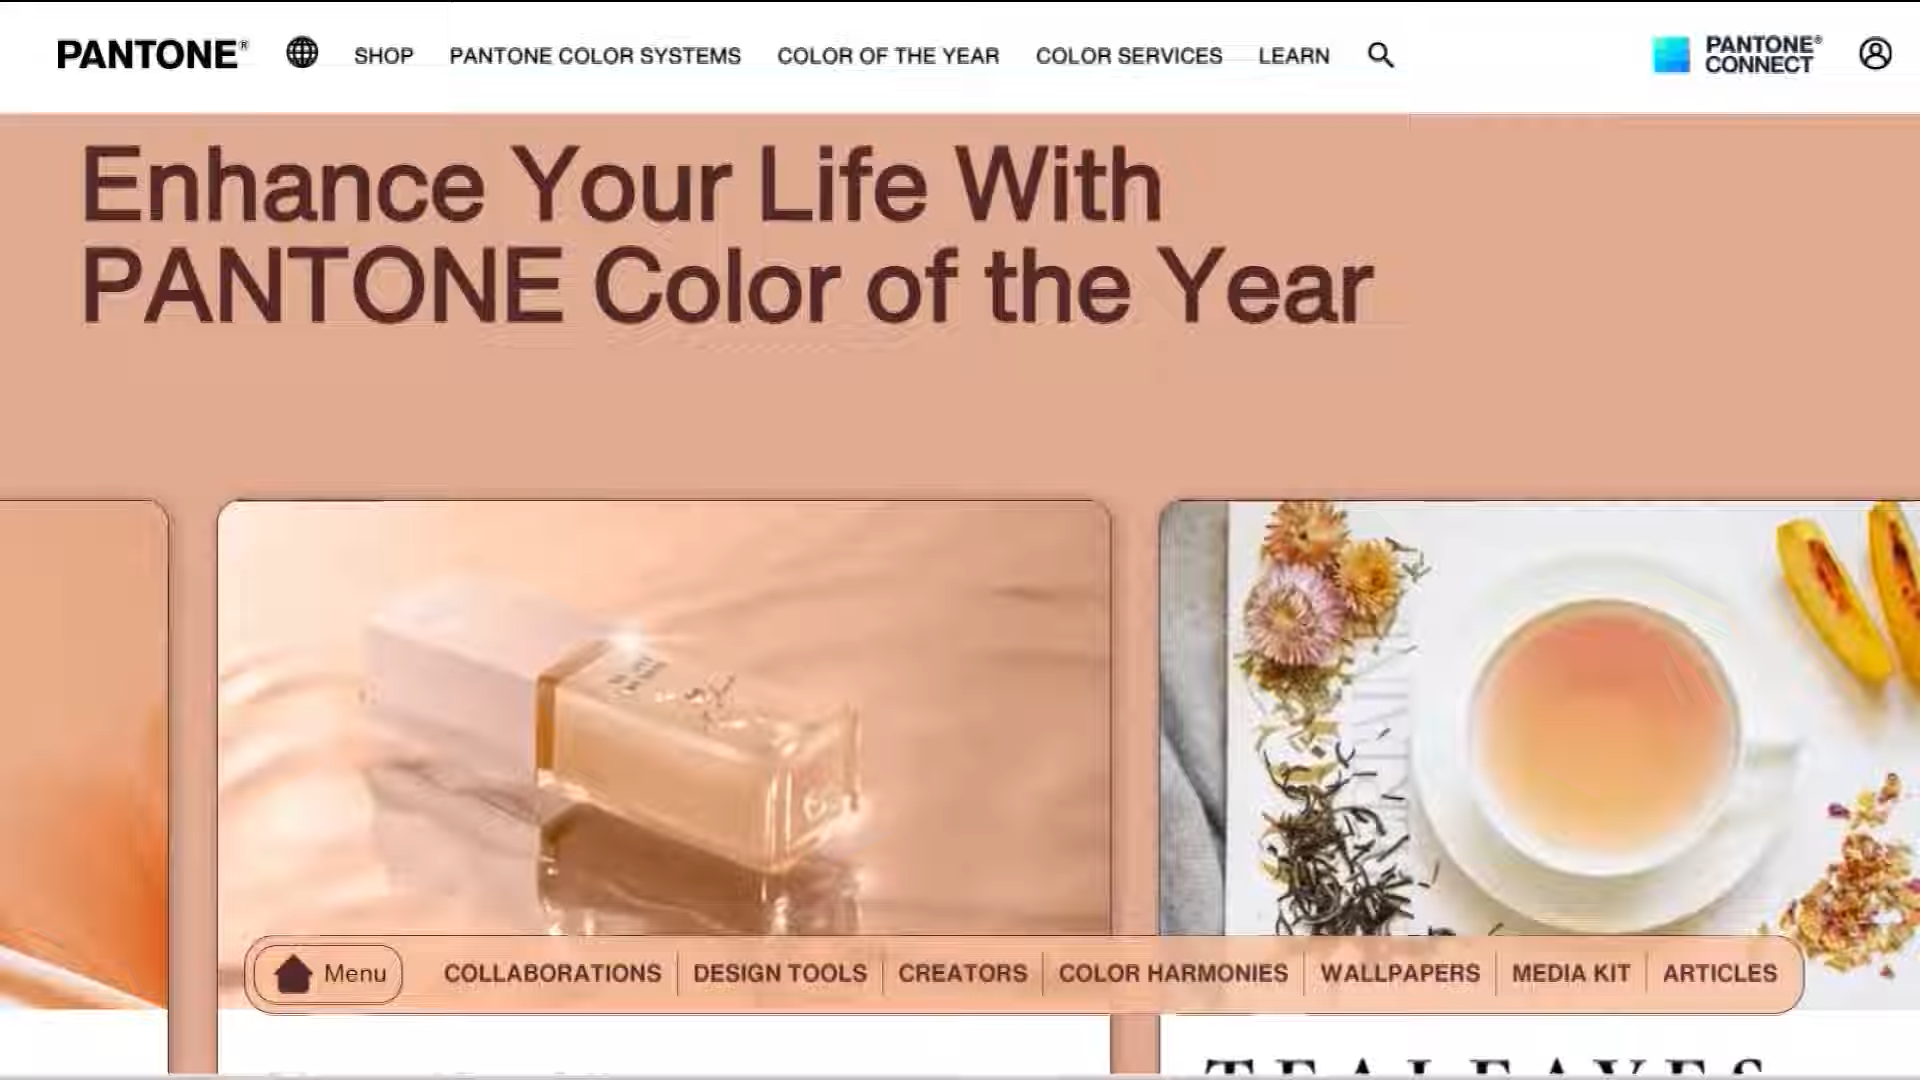 PANTONE®
SHOP
PANTONE COLOR SYSTEMS
COLOR OF THE YEAR
COLOR SERVICES
LEARN
PANTONE®
CONNECT
Enhance Your Life With
PANTONE Color of the Year
Menu
COLLABORATIONS
DESIGN TOOLS
CREATORS
COLOR HARMONIES
WALLPAPERS
MEDIA KIT
ARTICLES
TEALEAVES